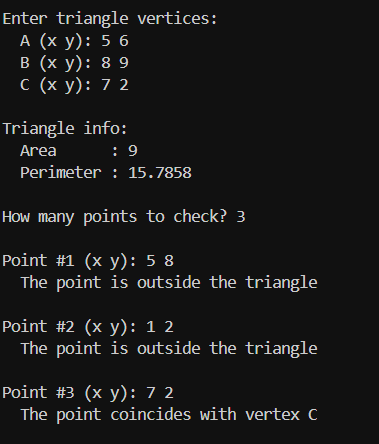 Enter triangle vertices:
  A (x y): 5 6
  B (x y): 8 9
  C (x y): 7 2

Triangle info:
  Area      : 9
  Perimeter : 15.7858

How many points to check? 3

Point #1 (x y): 5 8
  The point is outside the triangle

Point #2 (x y): 1 2
  The point is outside the triangle

Point #3 (x y): 7 2
  The point coincides with vertex C